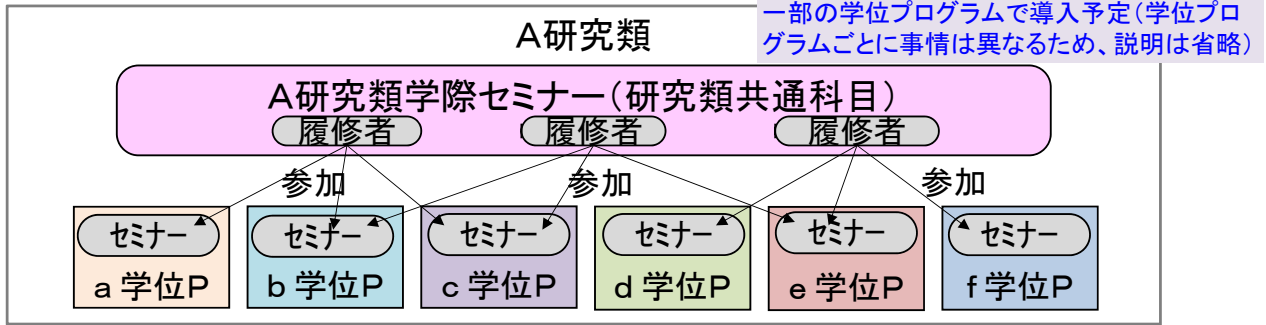 一部の学位プログラムで導入予定(学位プロ
グラムごとに事情は異なるため、説明は省略)
A研究類
A研究類学際セミナー(研究類共通科目)
履修者 履修者 履修者
参加 参加 参加
セミナー セミナー セミナー セミナー セミナー セミナー
a 学位P b 学位P c 学位P d 学位P e 学位P f 学位P